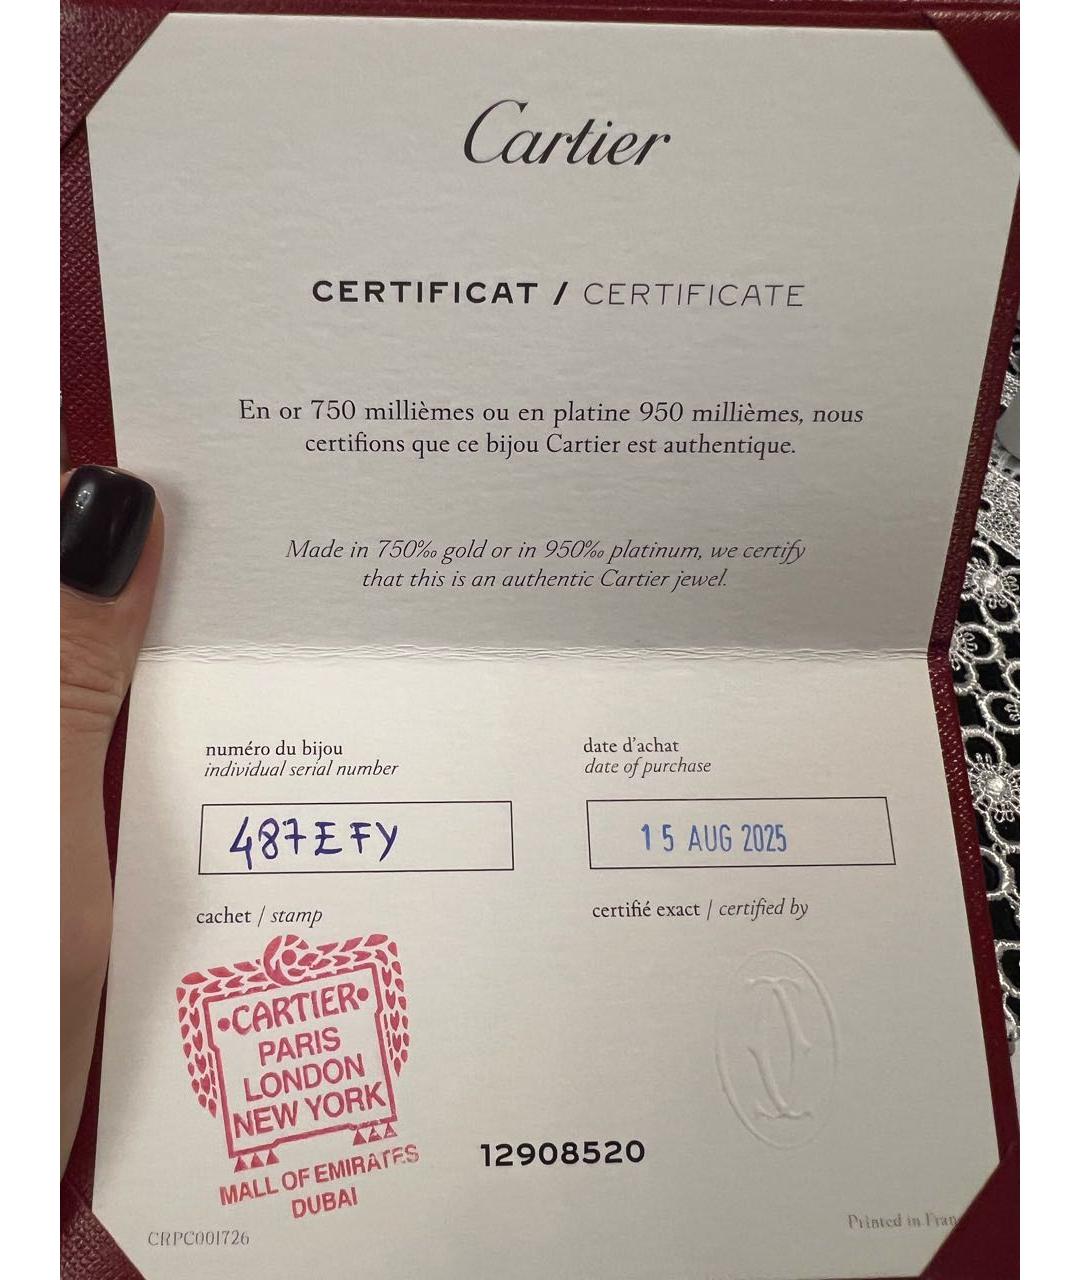 Cartier
CERTIFICAT / CERTIFICATE
En or 750 millièmes ou en platine 950 millièmes, nous
certifions que ce bijou Cartier est authentique.
Made in 750‰ gold or in 950‰ platinum, we certify
that this is an authentic Cartier jewel.
numéro du bijou
individual serial number
date d'achat
date of purchase
487EFY
15 AUG 2025
cachet / stamp
certifié exact / certified by
CARTIER
PARIS
LONDON
NEW YORK
MALL OF EMIRATES
DUBAI
12908520
CRPC001726
Printed in Fran